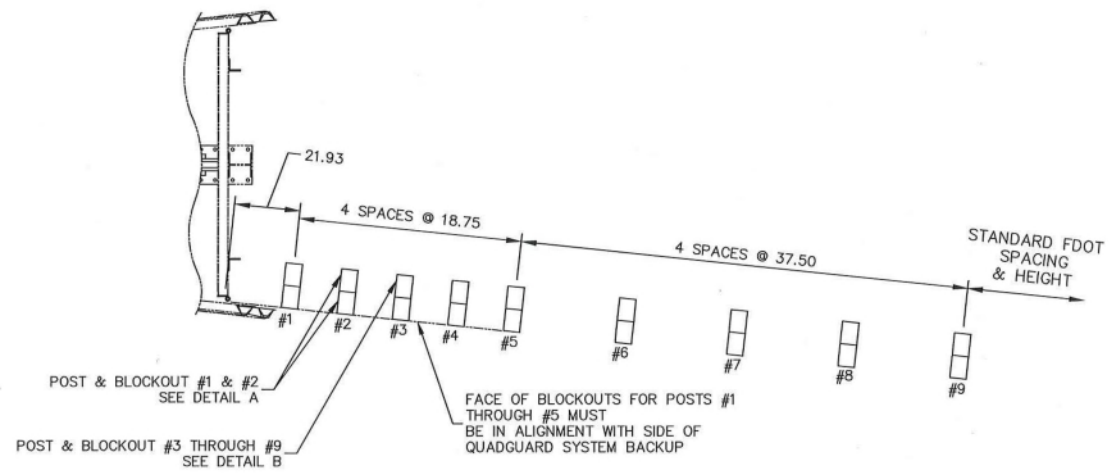 21.93
4 SPACES @ 18.75
4 SPACES @ 37.50
STANDARD FDOT
SPACING
& HEIGHT
#1
#2
#3
#4
#5
#6
#7
#8
#9
POST & BLOCKOUT #1 & #2
SEE DETAIL A
POST & BLOCKOUT #3 THROUGH #9
SEE DETAIL B
FACE OF BLOCKOUTS FOR POSTS #1
THROUGH #5 MUST
BE IN ALIGNMENT WITH SIDE OF
QUADGUARD SYSTEM BACKUP